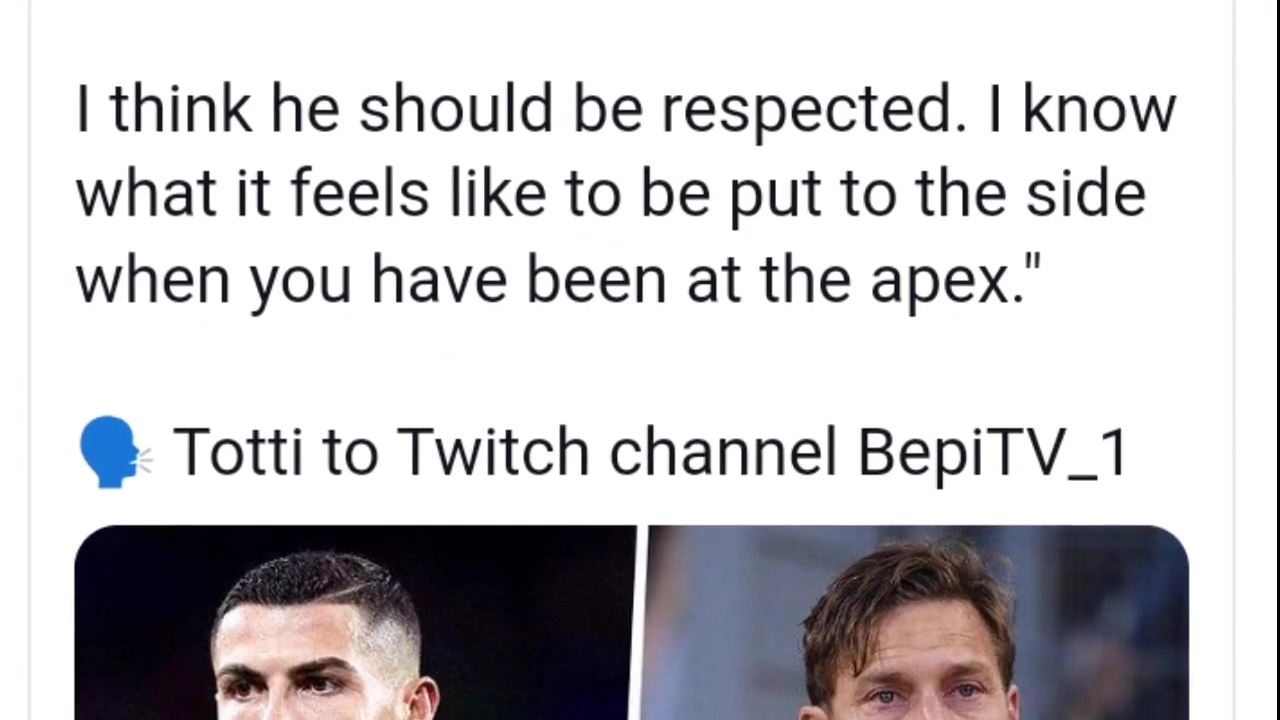 I think he should be respected. I know
what it feels like to be put to the side
when you have been at the apex."
🗣 Totti to Twitch channel BepiTV_1